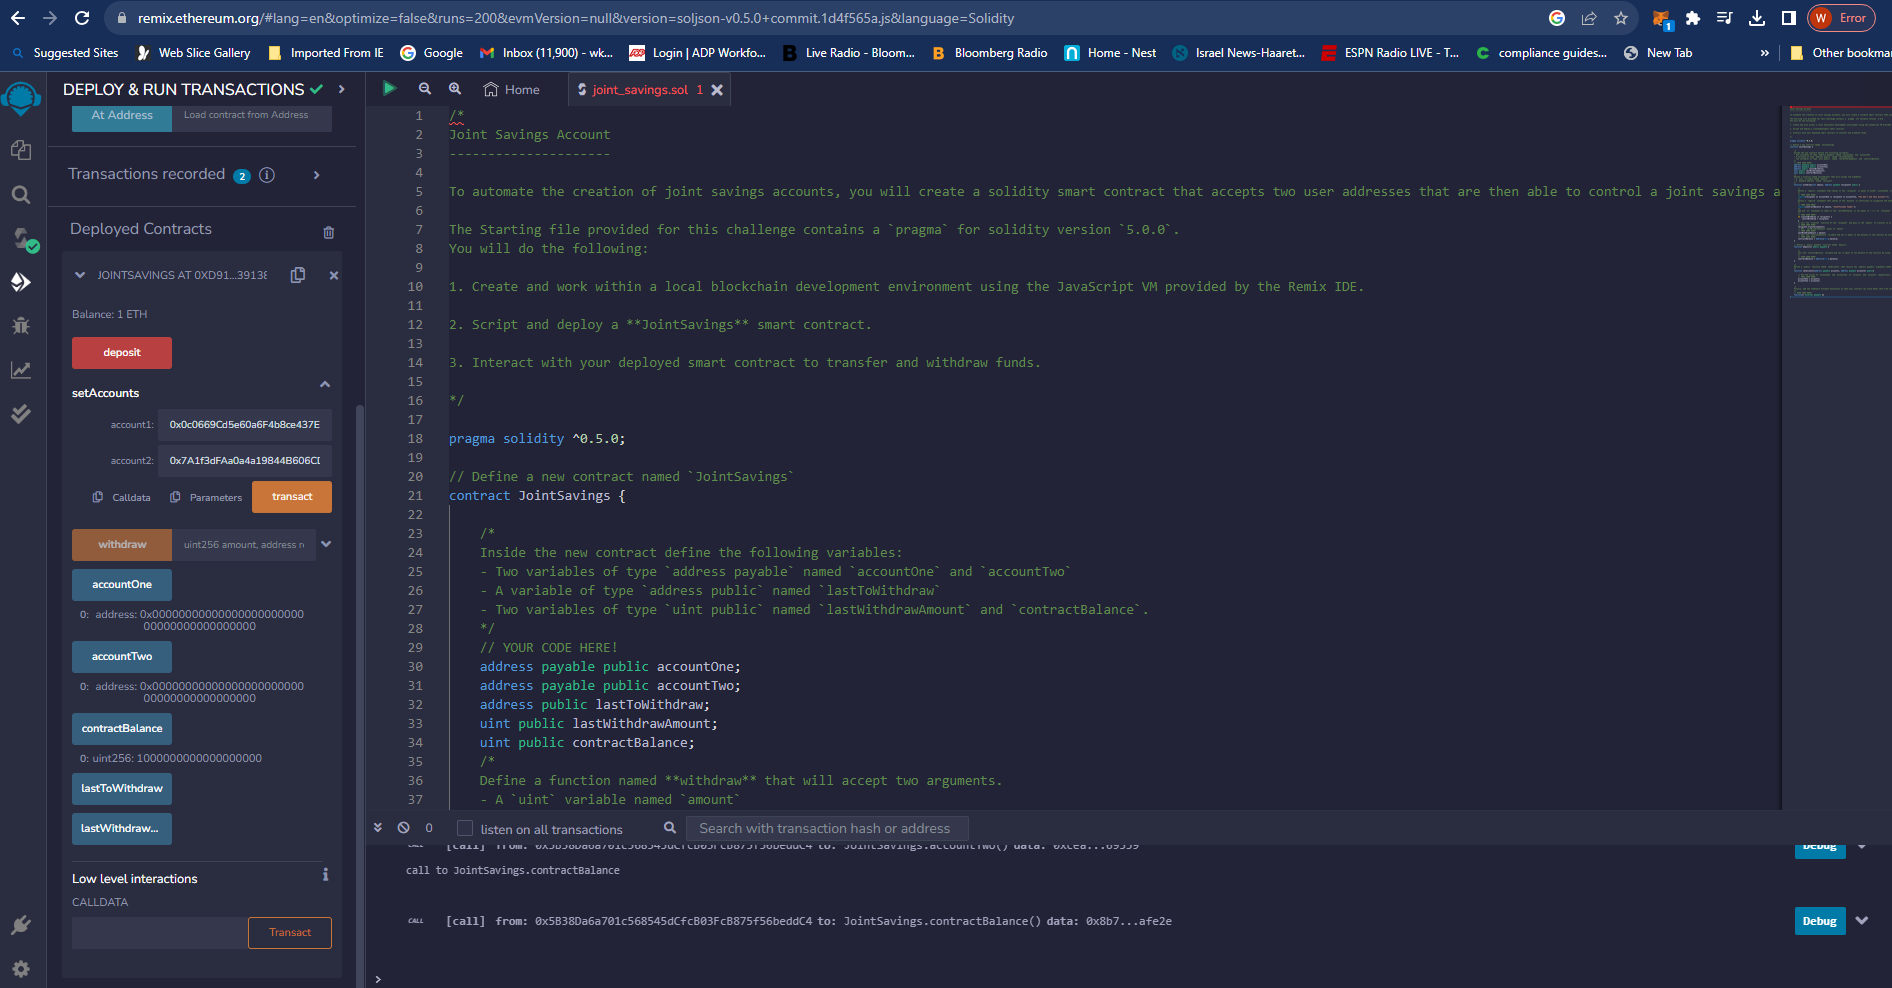 remix.ethereum.org/#lang=en&optimize=false&runs=200&evmVersion=null&version=soljson-v0.5.0+commit.1d4f565a.js&language=Solidity
1
W Error
Suggested Sites Web Slice Gallery Imported From IE Google Inbox (11,900) - wk... Login | ADP Workfo... Live Radio - Bloom... Bloomberg Radio Home - Nest Israel News-Haaret... ESPN Radio LIVE - T... compliance guides,... New Tab » Other bookmar
DEPLOY & RUN TRANSACTIONS
At Address Load contract from Address
Transactions recorded 2
Deployed Contracts
JOINTSAVINGS AT 0XD91...39138
Balance: 1 ETH
deposit
setAccounts
account1: 0x0c0669Cd5e60a6F4b8ce437E
account2: 0x7A1f3dFAa0a4a19844B606CD
Calldata Parameters transact
withdraw uint256 amount, address r
accountOne
0: address: 0x00000000000000000000000
00000000000000000
accountTwo
0: address: 0x00000000000000000000000
00000000000000000
contractBalance
0: uint256: 1000000000000000000
lastToWithdraw
lastWithdraw...
Low level interactions
CALLDATA
Transact
Home joint_savings.sol 1
1 /*
2 Joint Savings Account
3 ---------------------
4
5 To automate the creation of joint savings accounts, you will create a solidity smart contract that accepts two user addresses that are then able to control a joint savings a
6
7 The Starting file provided for this challenge contains a `pragma` for solidity version `5.0.0`.
8 You will do the following:
9
10 1. Create and work within a local blockchain development environment using the JavaScript VM provided by the Remix IDE.
11
12 2. Script and deploy a **JointSavings** smart contract.
13
14 3. Interact with your deployed smart contract to transfer and withdraw funds.
15
16 */
17
18 pragma solidity ^0.5.0;
19
20 // Define a new contract named `JointSavings`
21 contract JointSavings {
22
23 /*
24 Inside the new contract define the following variables:
25 - Two variables of type `address payable` named `accountOne` and `accountTwo`
26 - A variable of type `address public` named `lastToWithdraw`
27 - Two variables of type `uint public` named `lastWithdrawAmount` and `contractBalance`.
28 */
29 // YOUR CODE HERE!
30 address payable public accountOne;
31 address payable public accountTwo;
32 address public lastToWithdraw;
33 uint public lastWithdrawAmount;
34 uint public contractBalance;
35 /*
36 Define a function named **withdraw** that will accept two arguments.
37 - A `uint` variable named `amount`
0 listen on all transactions Search with transaction hash or address
CALL [call] from: 0x5B38Da6a701c568545dCfcB03FcB875f56beddC4 to: JointSavings.accountTwo() data: 0xcea...69539 Debug
call to JointSavings.contractBalance
CALL [call] from: 0x5B38Da6a701c568545dCfcB03FcB875f56beddC4 to: JointSavings.contractBalance() data: 0x8b7...afe2e Debug
>